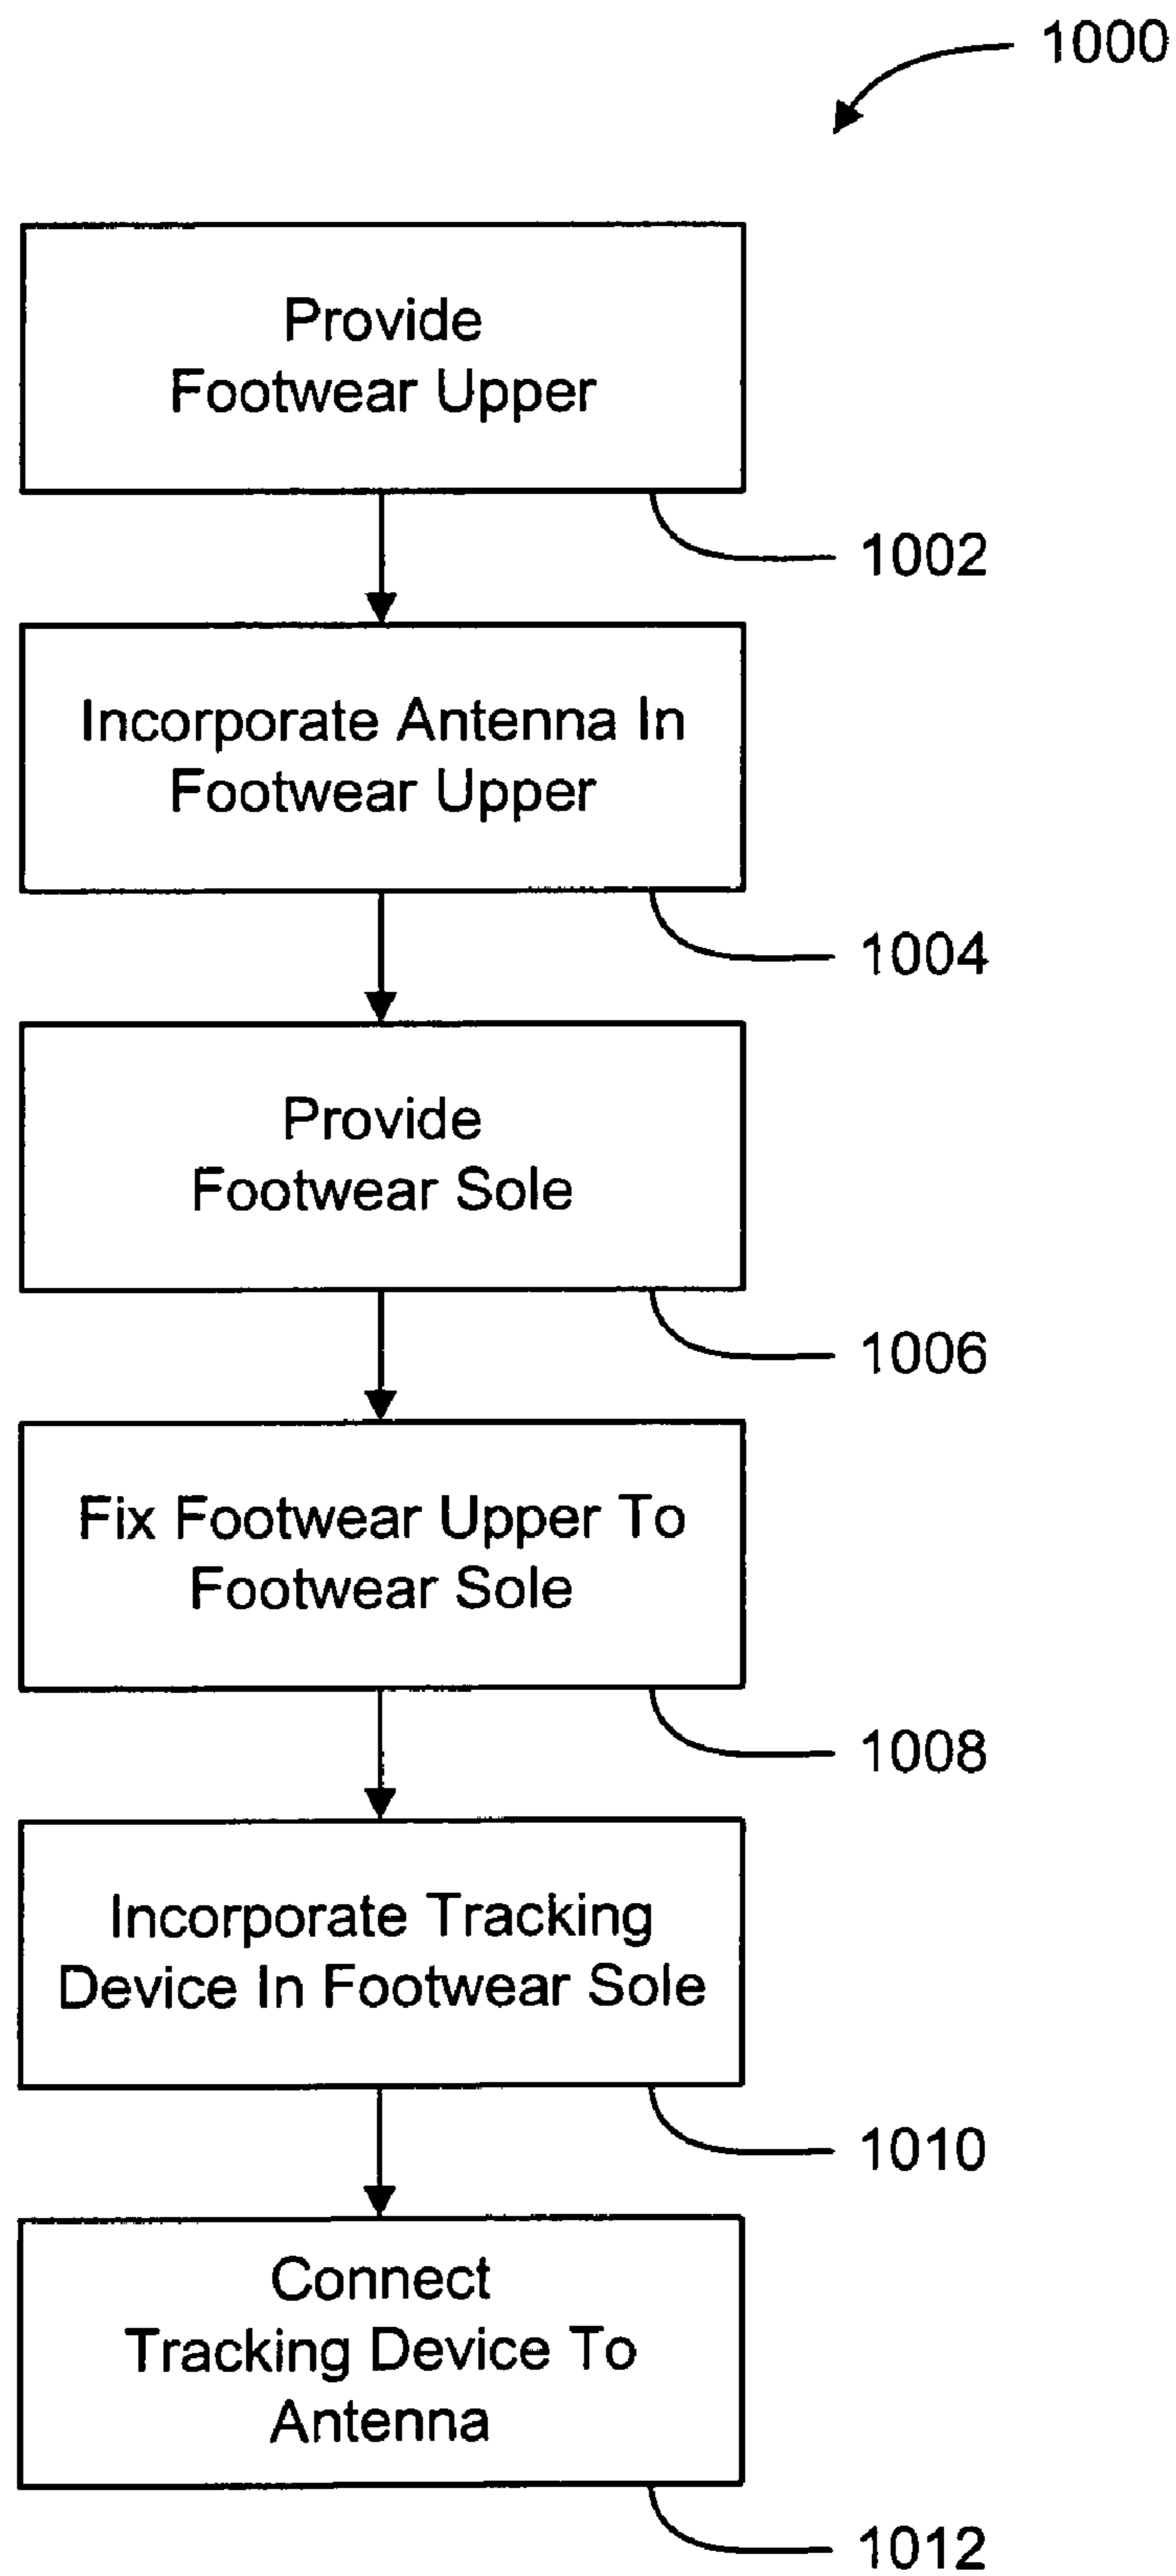 1000
Provide
Footwear Upper
1002
Incorporate Antenna In
Footwear Upper
1004
Provide
Footwear Sole
1006
Fix Footwear Upper To
Footwear Sole
1008
Incorporate Tracking
Device In Footwear Sole
1010
Connect
Tracking Device To
Antenna
1012